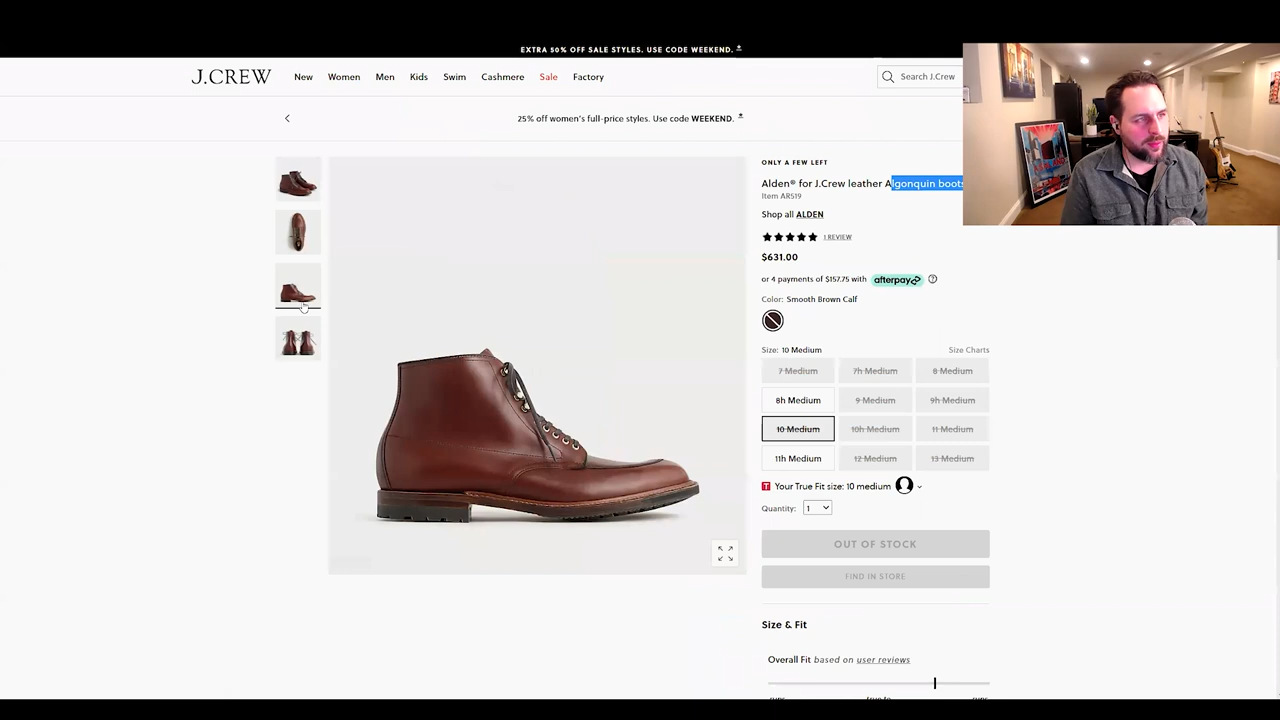 EXTRA 50% OFF SALE STYLES. USE CODE WEEKEND.
J.CREW
New Women Men Kids Swim Cashmere Sale Factory
Search J.Crew
25% off women's full-price styles. Use code WEEKEND.
ONLY A FEW LEFT
Alden® for J.Crew leather Algonquin boots
Item AR519
Shop all ALDEN
1 REVIEW
$631.00
or 4 payments of $157.75 with afterpay
Color: Smooth Brown Calf
Size: 10 Medium Size Charts
7 Medium 7h Medium 8 Medium
8h Medium 9 Medium 9h Medium
10 Medium 10h Medium 11 Medium
11h Medium 12 Medium 13 Medium
T Your True Fit size: 10 medium
Quantity: 1
OUT OF STOCK
FIND IN STORE
Size & Fit
Overall Fit based on user reviews